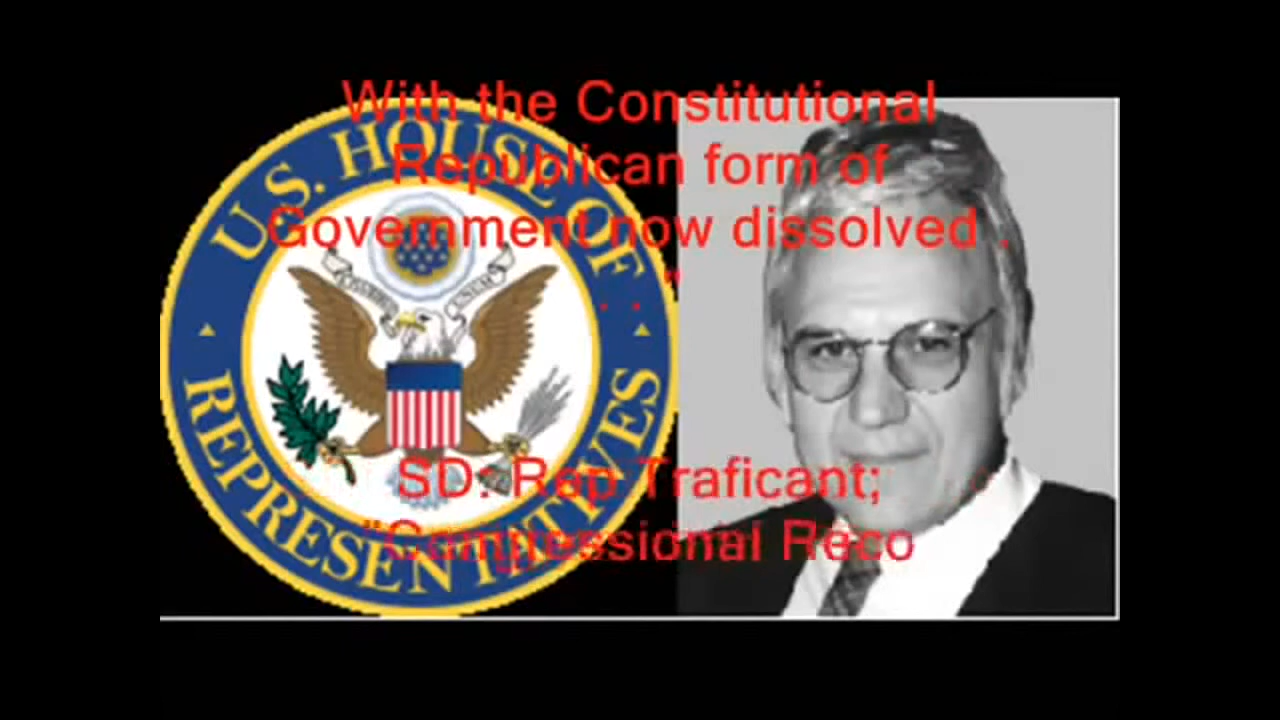 With the Constitutional
Republican form of
Government now dissolved .
. . "
SD: Rep Traficant;
"Congressional Reco
U.S. HOUSE OF
REPRESENTATIVES